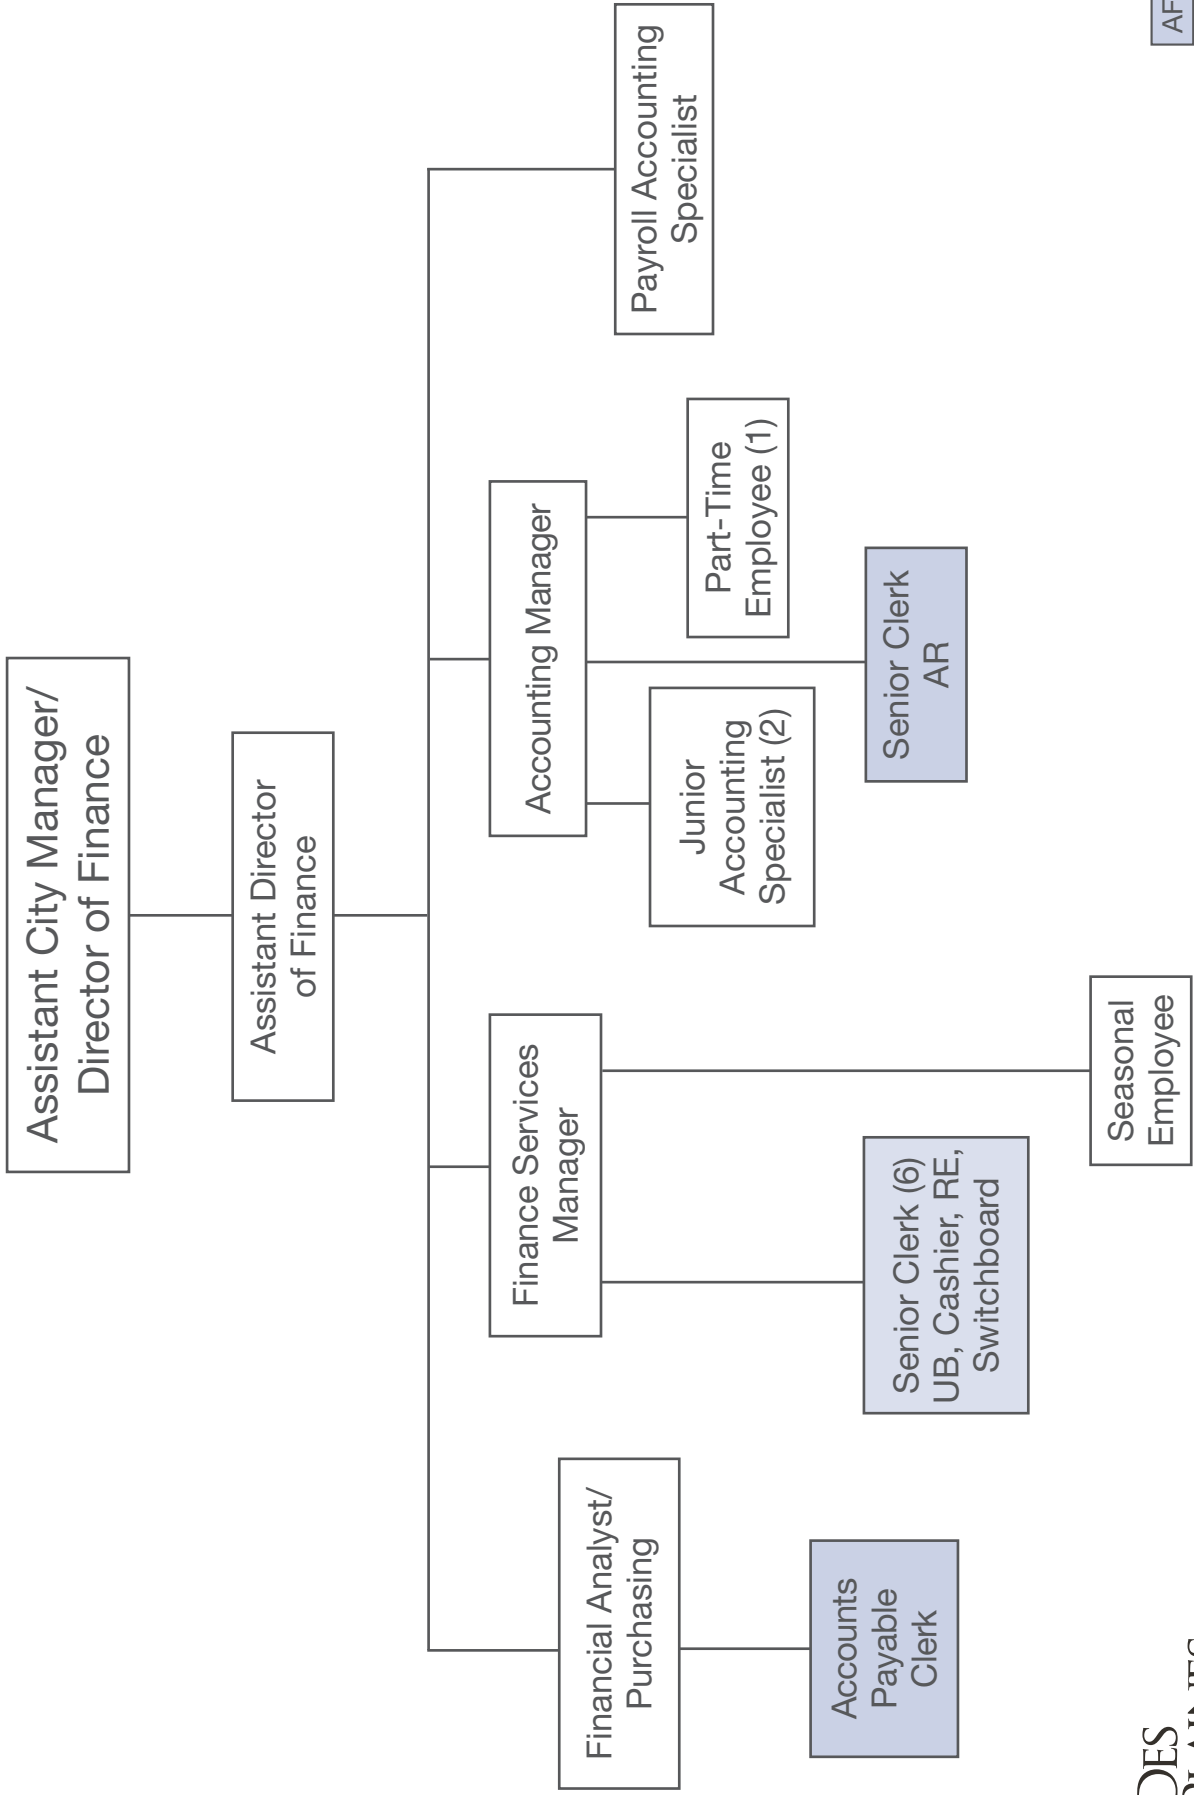 Assistant City Manager/
Director of Finance
Assistant Director
of Finance
Financial Analyst/
Purchasing
Finance Services
Manager
Accounting Manager
Payroll Accounting
Specialist
Accounts
Payable
Clerk
Senior Clerk (6)
UB, Cashier, RE,
Switchboard
Seasonal
Employee
Junior
Accounting
Specialist (2)
Senior Clerk
AR
Part-Time
Employee (1)
DES